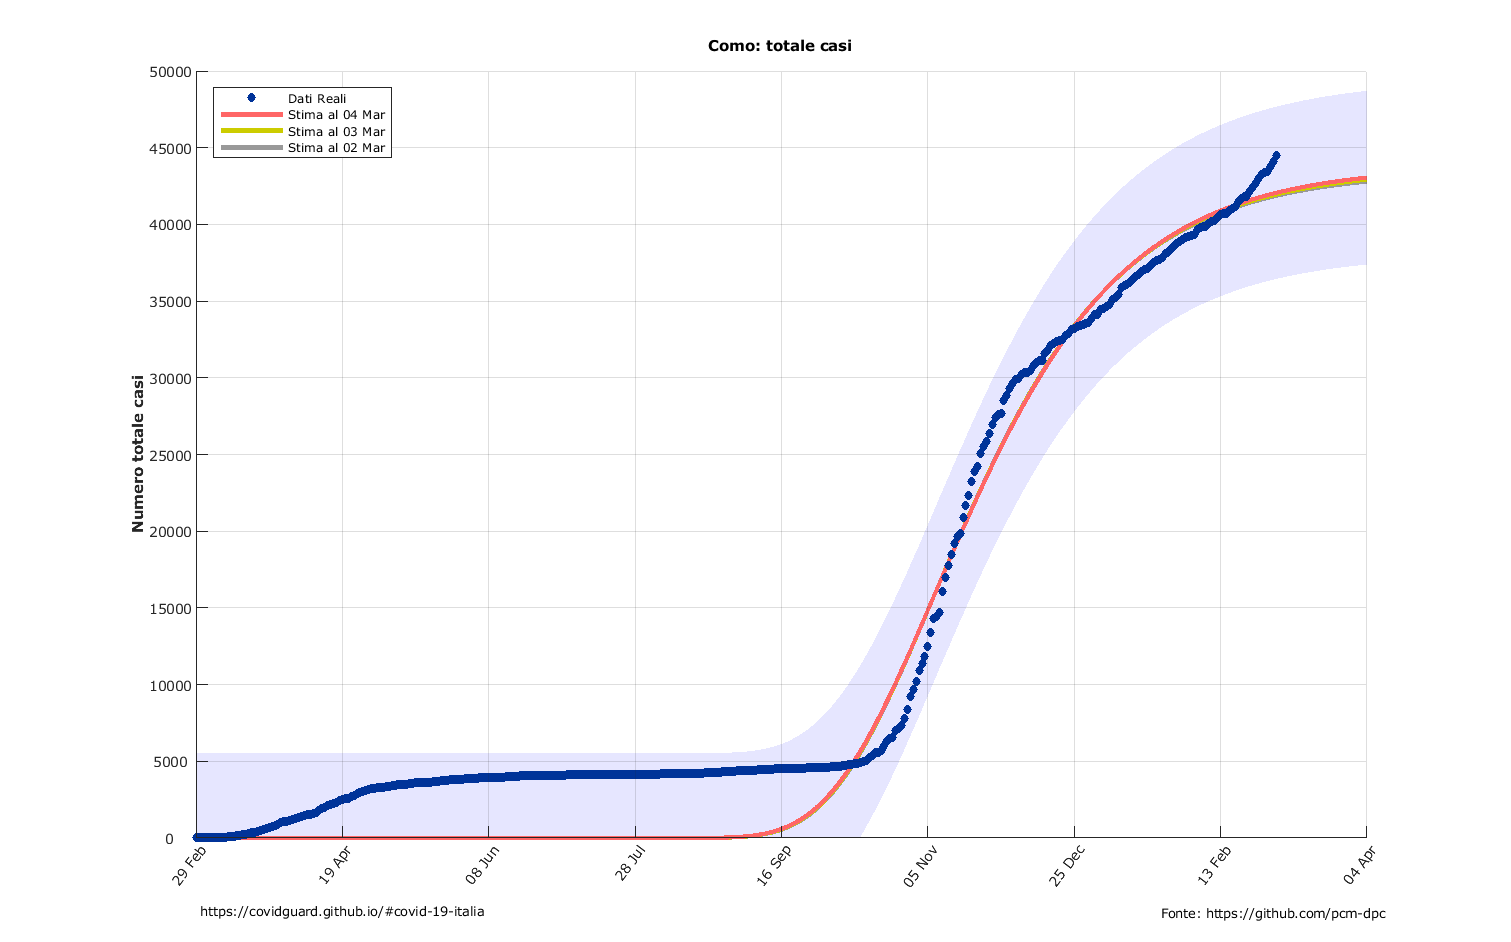 Como: totale casi
50000
45000
40000
35000
30000
25000
20000
15000
10000
5000
0
Numero totale casi
Dati Reali
Stima al 04 Mar
Stima al 03 Mar
Stima al 02 Mar
29 Feb
19 Apr
08 Jun
28 Jul
16 Sep
05 Nov
25 Dec
13 Feb
04 Apr
https://covidguard.github.io/#covid-19-italia
Fonte: https://github.com/pcm-dpc